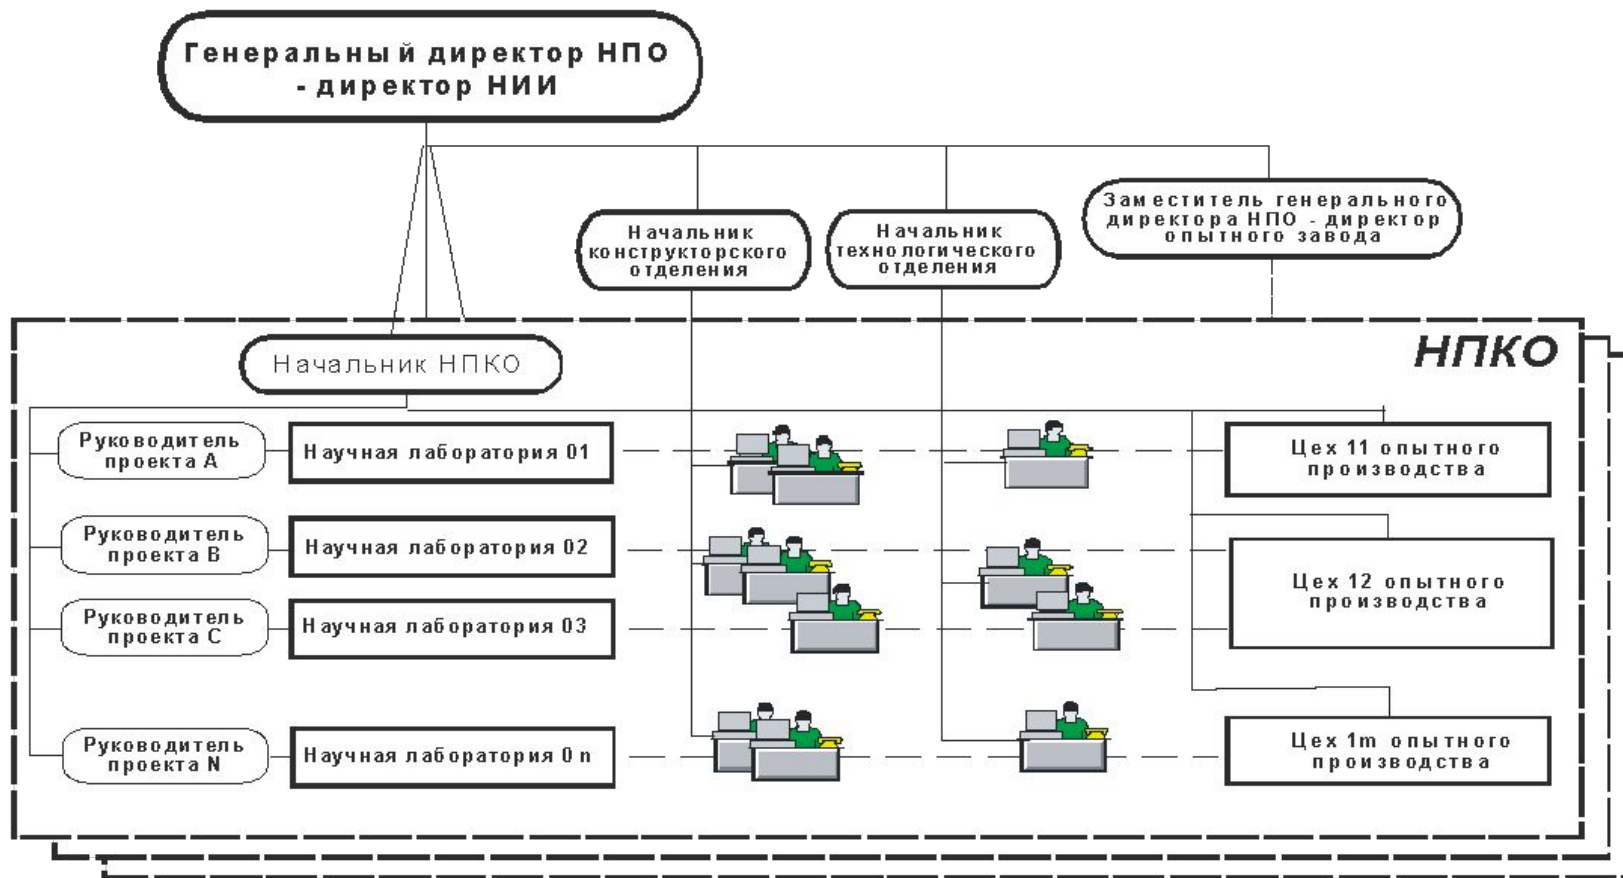 Генеральный директор НПО
- директор НИИ
Заместитель генерального
директора НПО - директор
опытного завода
Начальник
конструкторского
отделения
Начальник
технологического
отделения
НПКО
Начальник НПКО
Руководитель
проекта A
Научная лаборатория 01
Цех 11 опытного
производства
Руководитель
проекта B
Научная лаборатория 02
Цех 12 опытного
производства
Руководитель
проекта C
Научная лаборатория 03
Руководитель
проекта N
Научная лаборатория 0n
Цех 1m опытного
производства